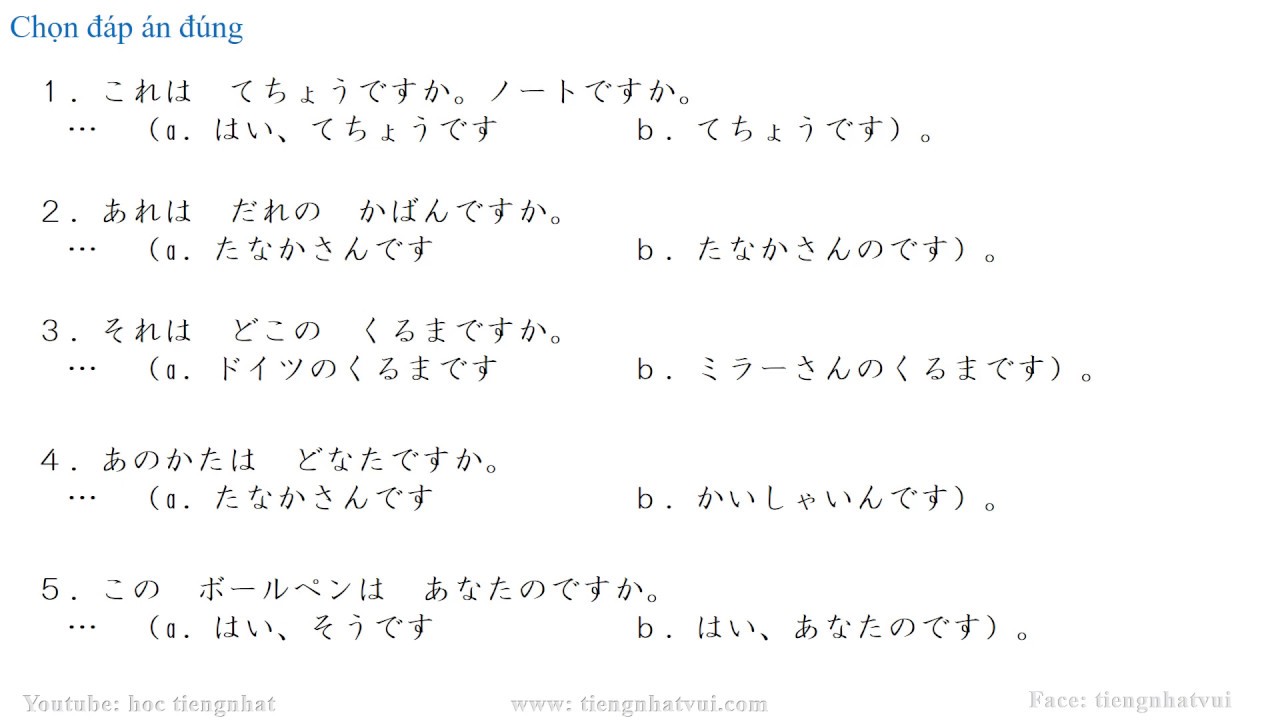 Chọn đáp án đúng
１．これは　てちょうですか。ノートですか。
…　（a．はい、てちょうです　　　　b．てちょうです）。
２．あれは　だれの　かばんですか。
…　（a．たなかさんです　　　　　　b．たなかさんのです）。
３．それは　どこの　くるまですか。
…　（a．ドイツのくるまです　　　　b．ミラーさんのくるまです）。
４．あのかたは　どなたですか。
…　（a．たなかさんです　　　　　　b．かいしゃいんです）。
５．この　ボールペンは　あなたのですか。
…　（a．はい、そうです　　　　　　b．はい、あなたのです）。
Youtube: hoc tiengnhat　www: tiengnhatvui.com　Face: tiengnhatvui